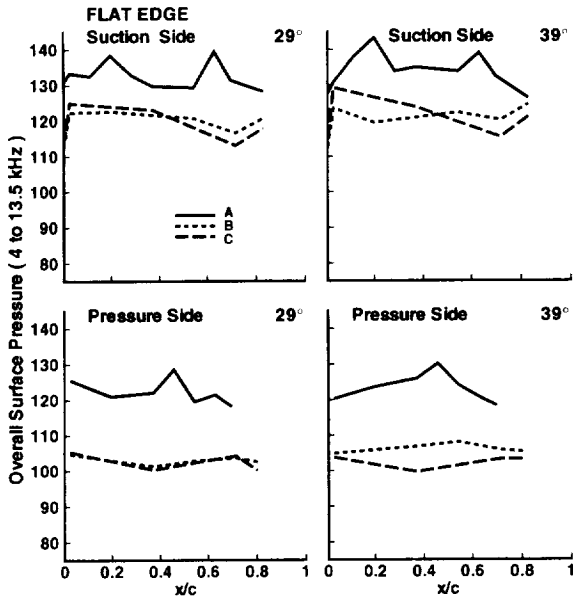 FLAT EDGE
Suction Side 29°
Suction Side 39°
140
130
120
110
100
90
80
A
B
C
Overall Surface Pressure ( 4 to 13.5 kHz )
Pressure Side 29°
Pressure Side 39°
140
130
120
110
100
90
80
0 0.2 0.4 0.6 0.8 1
x/c
0 0.2 0.4 0.6 0.8 1
x/c